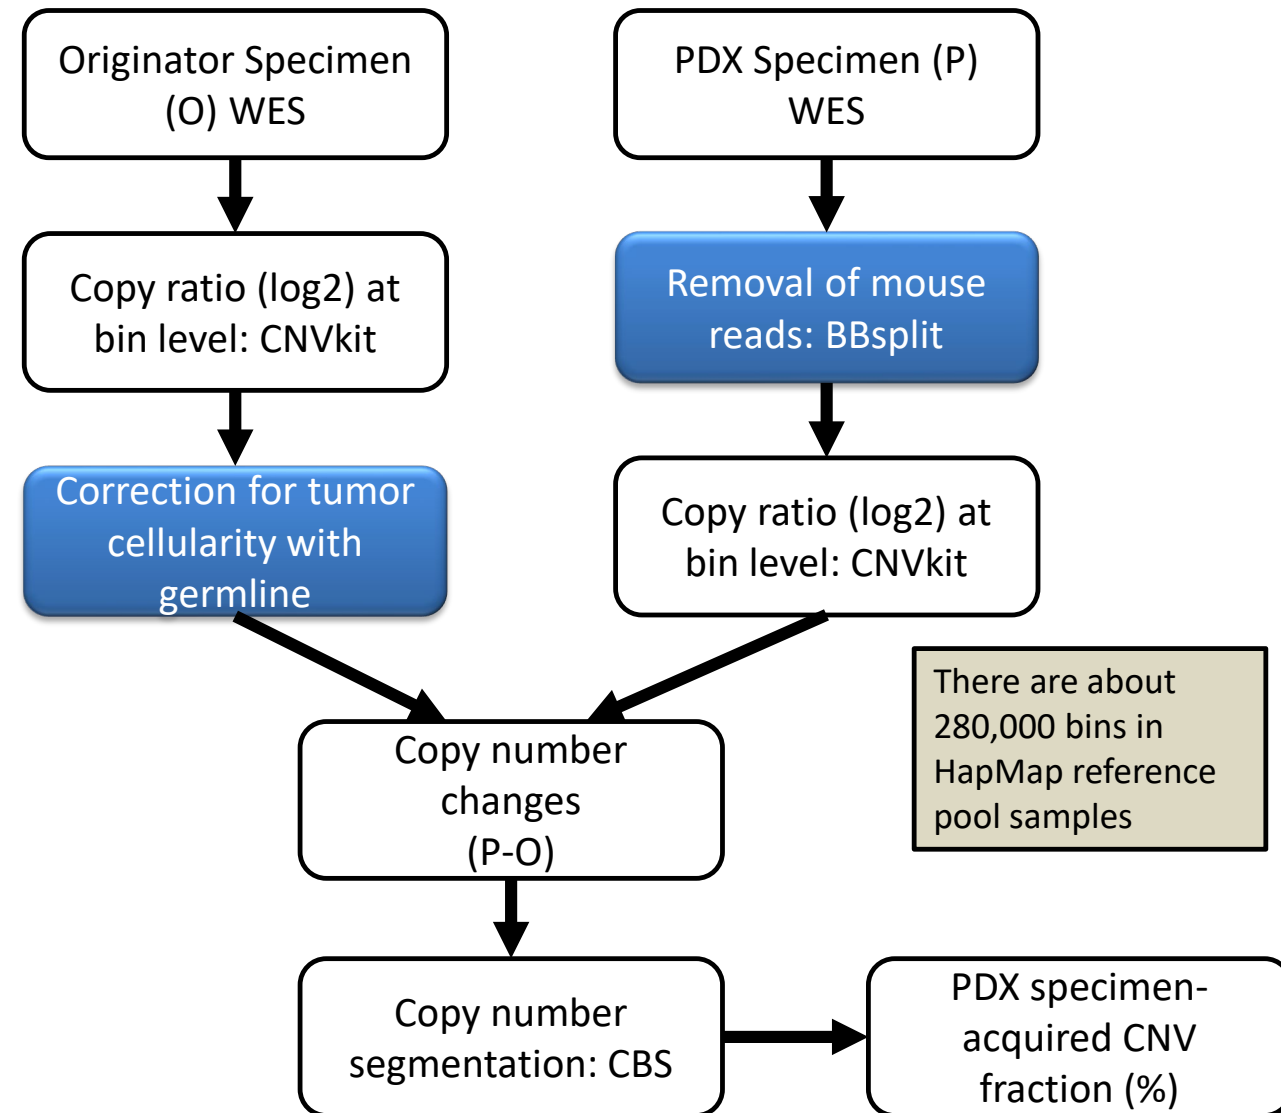 Originator Specimen
(O) WES
PDX Specimen (P)
WES
Copy ratio (log2) at
bin level: CNVkit
Removal of mouse
reads: BBsplit
Correction for tumor
cellularity with
germline
Copy ratio (log2) at
bin level: CNVkit
There are about
280,000 bins in
HapMap reference
pool samples
Copy number
changes
(P-O)
Copy number
segmentation: CBS
PDX specimen-
acquired CNV
fraction (%)